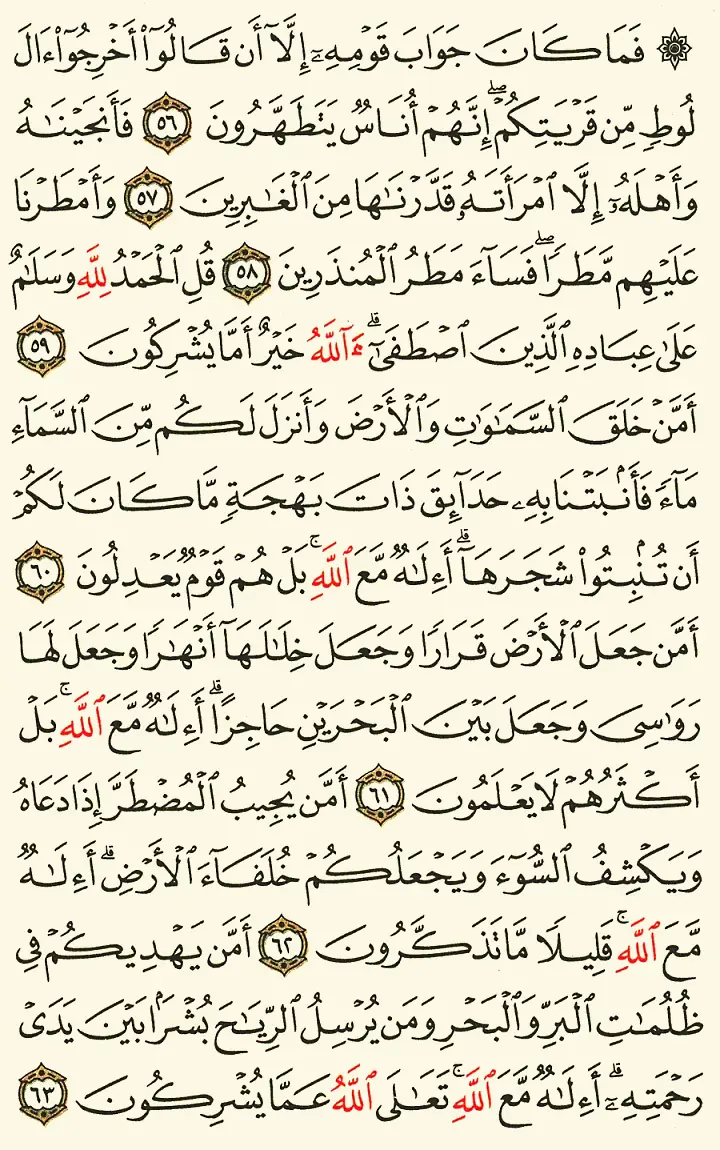 ۞ فَمَا كَانَ جَوَابَ قَوْمِهِۦٓ إِلَّآ أَن قَالُوٓا۟ أَخْرِجُوٓا۟ ءَالَ
لُوطٍ مِّن قَرْيَتِكُمْ ۖ إِنَّهُمْ أُنَاسٌ يَتَطَهَّرُونَ ٥٦ فَأَنجَيْنَٰهُ
وَأَهْلَهُۥٓ إِلَّا ٱمْرَأَتَهُۥ قَدَّرْنَٰهَا مِنَ ٱلْغَٰبِرِينَ ٥٧ وَأَمْطَرْنَا
عَلَيْهِم مَّطَرًا ۖ فَسَآءَ مَطَرُ ٱلْمُنذَرِينَ ٥٨ قُلِ ٱلْحَمْدُ لِلَّهِ وَسَلَٰمٌ
عَلَىٰ عِبَادِهِ ٱلَّذِينَ ٱصْطَفَىٰٓ ۗ ءَآللَّهُ خَيْرٌ أَمَّا يُشْرِكُونَ ٥٩
أَمَّنْ خَلَقَ ٱلسَّمَٰوَٰتِ وَٱلْأَرْضَ وَأَنزَلَ لَكُم مِّنَ ٱلسَّمَآءِ
مَآءً فَأَنۢبَتْنَا بِهِۦ حَدَآئِقَ ذَاتَ بَهْجَةٍ مَّا كَانَ لَكُمْ
أَن تُنۢبِتُوا۟ شَجَرَهَآ ۗ أَءِلَٰهٌ مَّعَ ٱللَّهِ ۚ بَلْ هُمْ قَوْمٌ يَعْدِلُونَ ٦٠
أَمَّن جَعَلَ ٱلْأَرْضَ قَرَارًا وَجَعَلَ خِلَٰلَهَآ أَنْهَٰرًا وَجَعَلَ لَهَا
رَوَٰسِىَ وَجَعَلَ بَيْنَ ٱلْبَحْرَيْنِ حَاجِزًا ۗ أَءِلَٰهٌ مَّعَ ٱللَّهِ ۚ بَلْ
أَكْثَرُهُمْ لَا يَعْلَمُونَ ٦١ أَمَّن يُجِيبُ ٱلْمُضْطَرَّ إِذَا دَعَاهُ
وَيَكْشِفُ ٱلسُّوٓءَ وَيَجْعَلُكُمْ خُلَفَآءَ ٱلْأَرْضِ ۗ أَءِلَٰهٌ
مَّعَ ٱللَّهِ ۚ قَلِيلًا مَّا تَذَكَّرُونَ ٦٢ أَمَّن يَهْدِيكُمْ فِى
ظُلُمَٰتِ ٱلْبَرِّ وَٱلْبَحْرِ وَمَن يُرْسِلُ ٱلرِّيَٰحَ بُشْرًۢا بَيْنَ يَدَىْ
رَحْمَتِهِۦٓ ۗ أَءِلَٰهٌ مَّعَ ٱللَّهِ ۚ تَعَٰلَى ٱللَّهُ عَمَّا يُشْرِكُونَ ٦٣